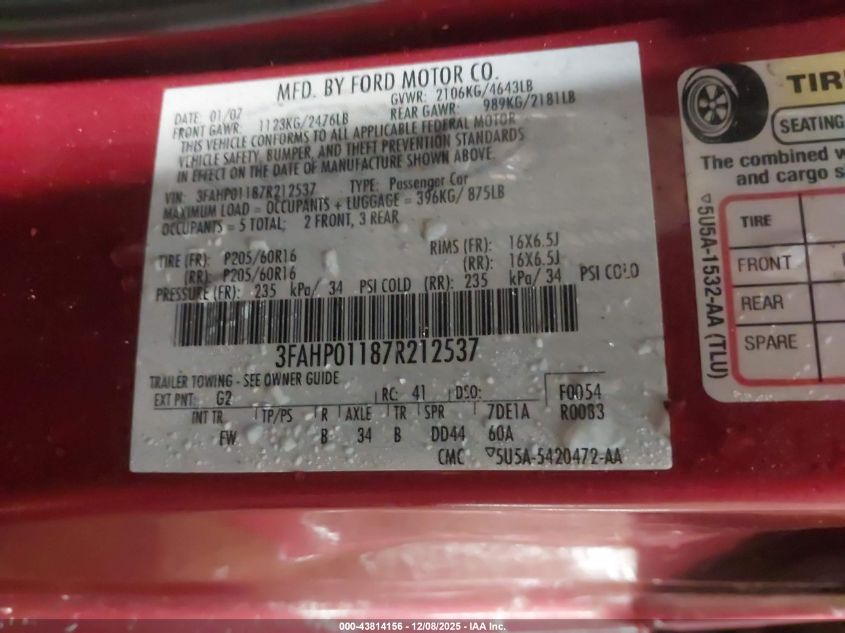 MFD. BY FORD MOTOR CO.
DATE: 01/07
GVWR: 2106KG/4643LB
FRONT GAWR: 1123KG/2476LB
REAR GAWR: 989KG/2181LB
THIS VEHICLE CONFORMS TO ALL APPLICABLE FEDERAL MOTOR
VEHICLE SAFETY, BUMPER, AND THEFT PREVENTION STANDARDS
IN EFFECT ON THE DATE OF MANUFACTURE SHOWN ABOVE.
VIN: 3FAHP01187R212537 TYPE: Passenger Car
MAXIMUM LOAD = OCCUPANTS + LUGGAGE = 396KG/ 875LB
OCCUPANTS = 5 TOTAL; 2 FRONT, 3 REAR
TIRE (FR): P205/60R16 RIMS (FR): 16X6.5J
(RR): P205/60R16 (RR): 16X6.5J
PRESSURE (FR): 235 kPa/ 34 PSI COLD (RR): 235 kPa/ 34 PSI COLD
3FAHP01187R212537
TRAILER TOWING - SEE OWNER GUIDE
EXT PNT: G2 RC: 41 DSO: F0054
INT TR TP/PS R AXLE TR SPR 7DE1A R0083
FW B 34 B DD44 60A
CMC ▽5U5A-5420472-AA
TIRE
SEATING
The combined
and cargo
TIRE
FRONT
REAR
SPARE
▽5U5A-1532-AA (TLU)
000-43814156 • 12/08/2025 • IAA Inc.